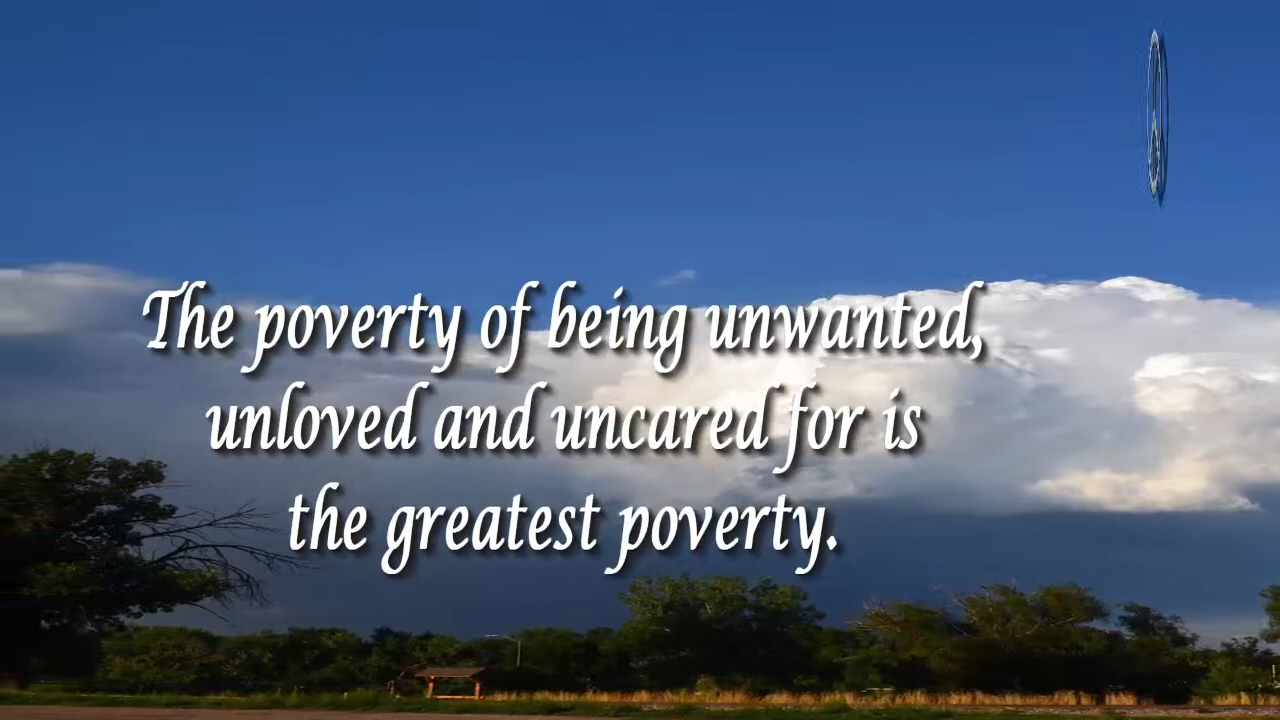 The poverty of being unwanted,
unloved and uncared for is
the greatest poverty.